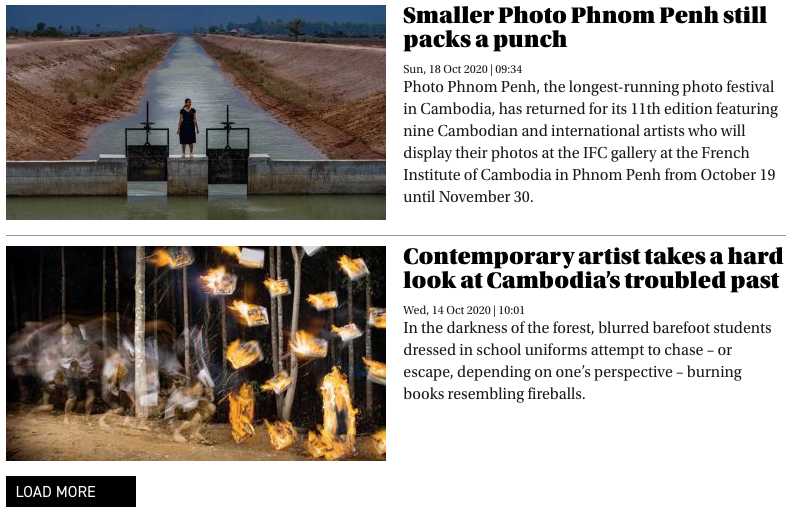 Smaller Photo Phnom Penh still
packs a punch
Sun, 18 Oct 2020 | 09:34
Photo Phnom Penh, the longest-running photo festival
in Cambodia, has returned for its 11th edition featuring
nine Cambodian and international artists who will
display their photos at the IFC gallery at the French
Institute of Cambodia in Phnom Penh from October 19
until November 30.
Contemporary artist takes a hard
look at Cambodia’s troubled past
Wed, 14 Oct 2020 | 10:01
In the darkness of the forest, blurred barefoot students
dressed in school uniforms attempt to chase – or
escape, depending on one’s perspective – burning
books resembling fireballs.
LOAD MORE